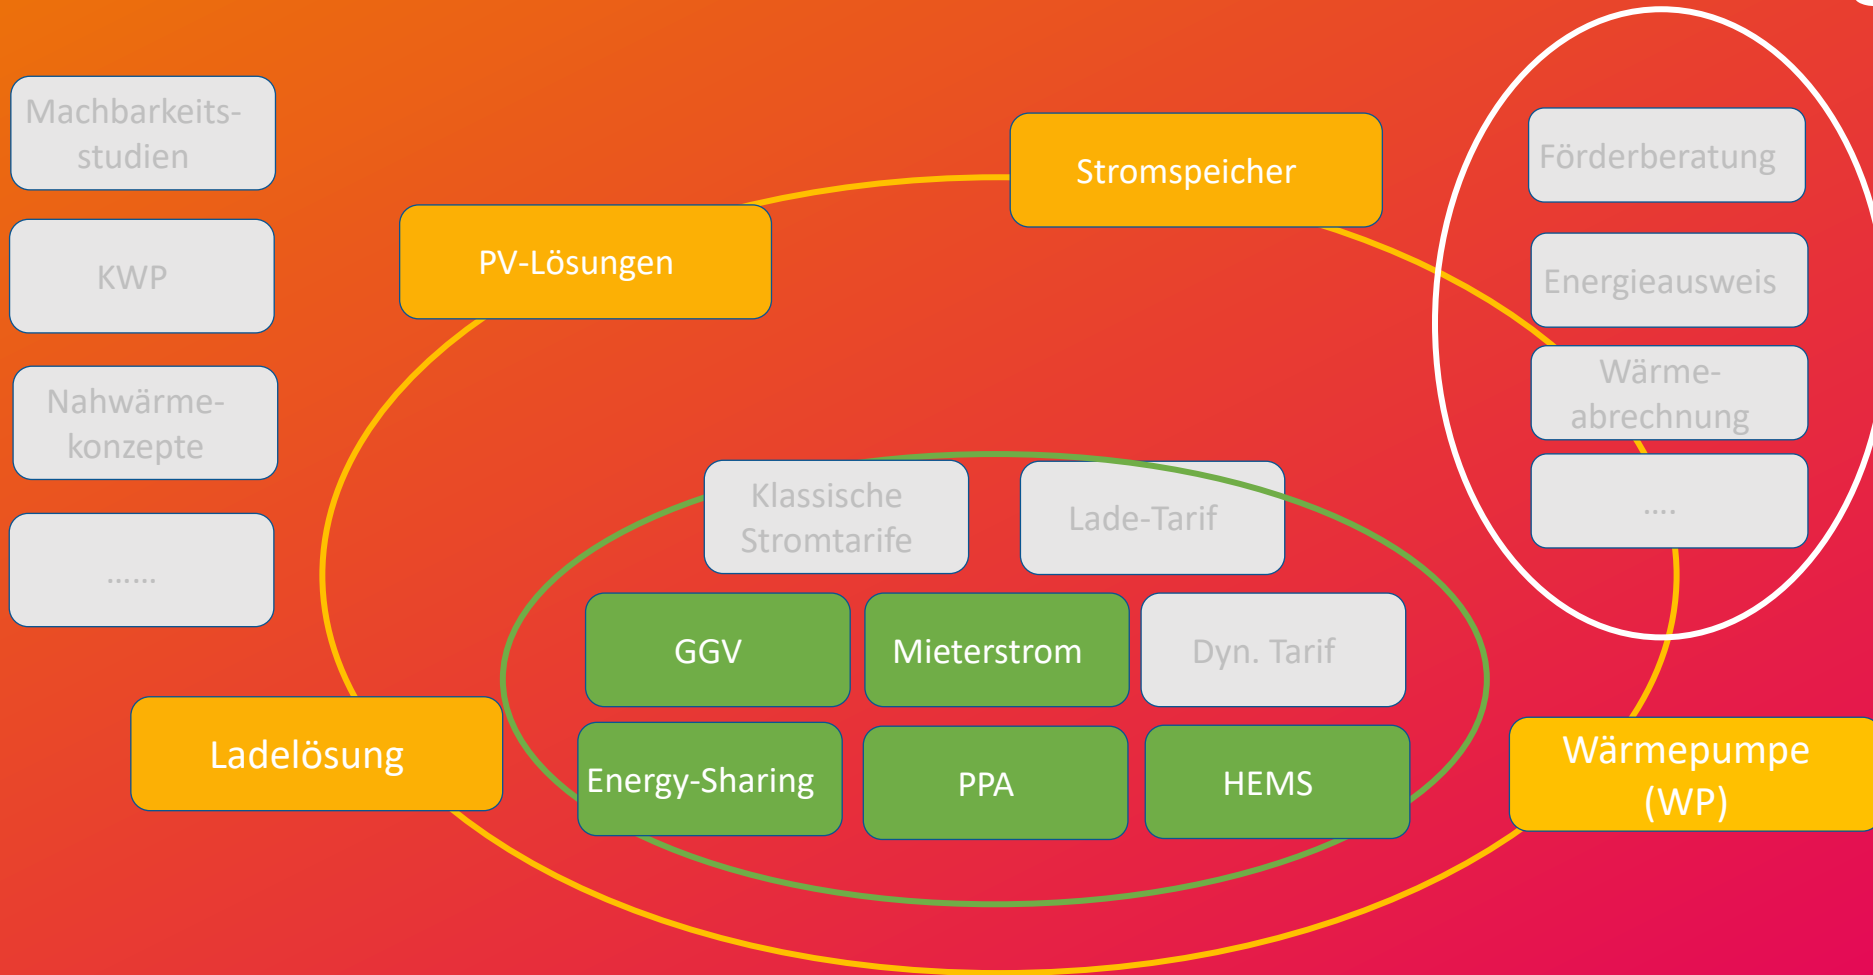 Machbarkeits-
studien
KWP
Nahwärme-
konzepte
......
PV-Lösungen
Stromspeicher
Förderberatung
Energieausweis
Wärme-
abrechnung
....
Klassische
Stromtarife
Lade-Tarif
GGV
Mieterstrom
Dyn. Tarif
Energy-Sharing
PPA
HEMS
Ladelösung
Wärmepumpe
(WP)